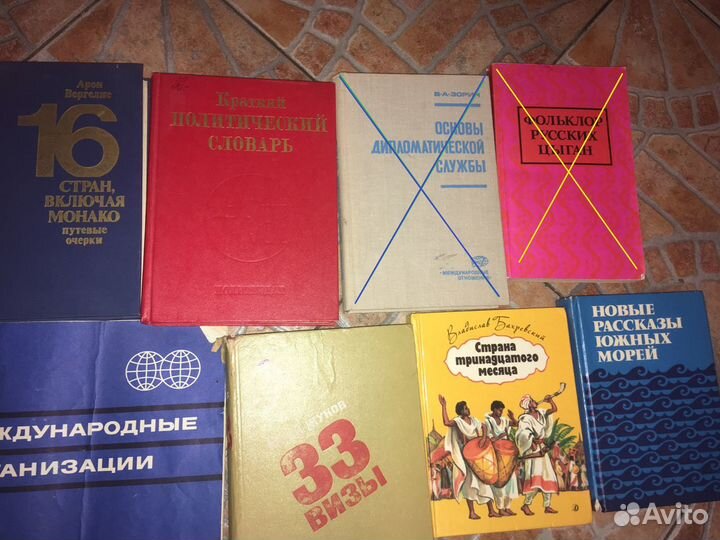 Арон Вергелис
16
СТРАН,
ВКЛЮЧАЯ
МОНАКО
путевые
очерки
Краткий
ПОЛИТИЧЕСКИЙ
СЛОВАРЬ
В·А·ЗОРИН
ОСНОВЫ
ДИПЛОМАТИЧЕСКОЙ
СЛУЖБЫ
«МЕЖДУНАРОДНЫЕ
ОТНОШЕНИЯ»
ФОЛЬКЛОР
РУССКИХ
ЦЫГАН
ЖДУНАРОДНЫЕ
ГАНИЗАЦИИ
33
ВИЗЫ
Владислав Бахревский
Страна
тринадцатого
месяца
НОВЫЕ
РАССКАЗЫ
ЮЖНЫХ
МОРЕЙ
Avito